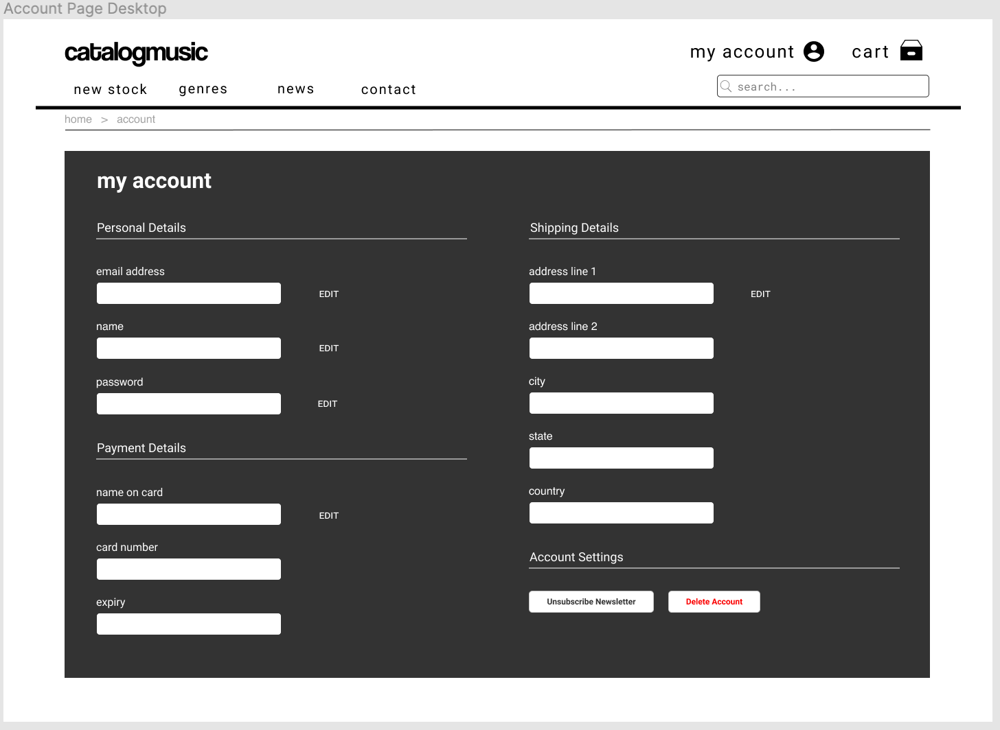 Account Page Desktop
catalogmusic
my account
cart
new stock
genres
news
contact
search...
home > account
my account
Personal Details
email address
EDIT
name
EDIT
password
EDIT
Payment Details
name on card
EDIT
card number
expiry
Shipping Details
address line 1
EDIT
address line 2
city
state
country
Account Settings
Unsubscribe Newsletter
Delete Account